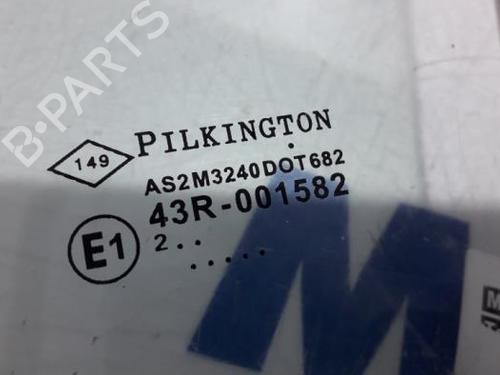 B-PARTS
149
PILKINGTON
AS2M3240DOT682
43R-001582
E1
2..
.....
M
M